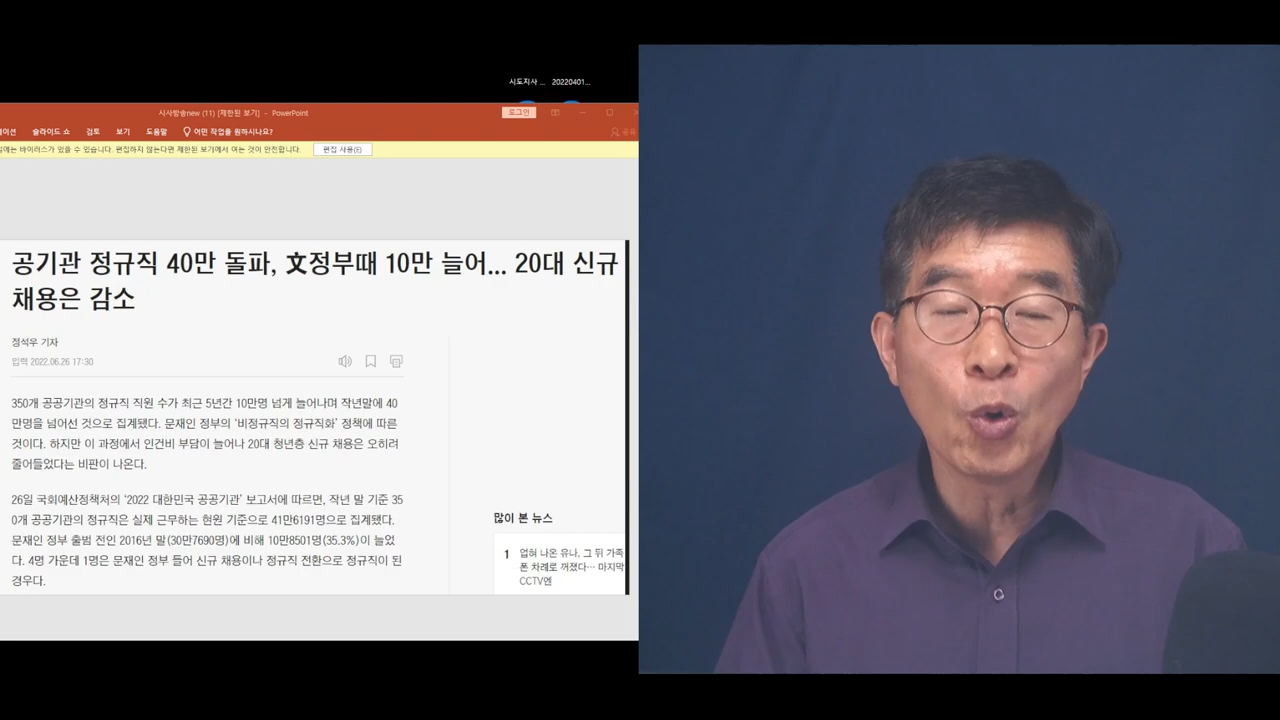 시도지사 ... 20220401...
시사방송new (11) [제한된 보기] - PowerPoint 로그인
이션 슬라이드 쇼 검토 보기 도움말 어떤 작업을 원하시나요? 공유
에는 바이러스가 있을 수 있습니다. 편집하지 않는다면 제한된 보기에서 여는 것이 안전합니다. 편집 사용(E)
공기관 정규직 40만 돌파, 文정부때 10만 늘어... 20대 신규
채용은 감소
정석우 기자
입력 2022.06.26 17:30
350개 공공기관의 정규직 직원 수가 최근 5년간 10만명 넘게 늘어나며 작년말에 40
만명을 넘어선 것으로 집계됐다. 문재인 정부의 ‘비정규직의 정규직화’ 정책에 따른
것이다. 하지만 이 과정에서 인건비 부담이 늘어나 20대 청년층 신규 채용은 오히려
줄어들었다는 비판이 나온다.
26일 국회예산정책처의 ‘2022 대한민국 공공기관’ 보고서에 따르면, 작년 말 기준 35
0개 공공기관의 정규직은 실제 근무하는 현원 기준으로 41만6191명으로 집계됐다.
문재인 정부 출범 전인 2016년 말(30만7690명)에 비해 10만8501명(35.3%)이 늘었
다. 4명 가운데 1명은 문재인 정부 들어 신규 채용이나 정규직 전환으로 정규직이 된
경우다.
많이 본 뉴스
1 업혀 나온 유나, 그 뒤 가족
폰 차례로 꺼졌다… 마지막
CCTV엔